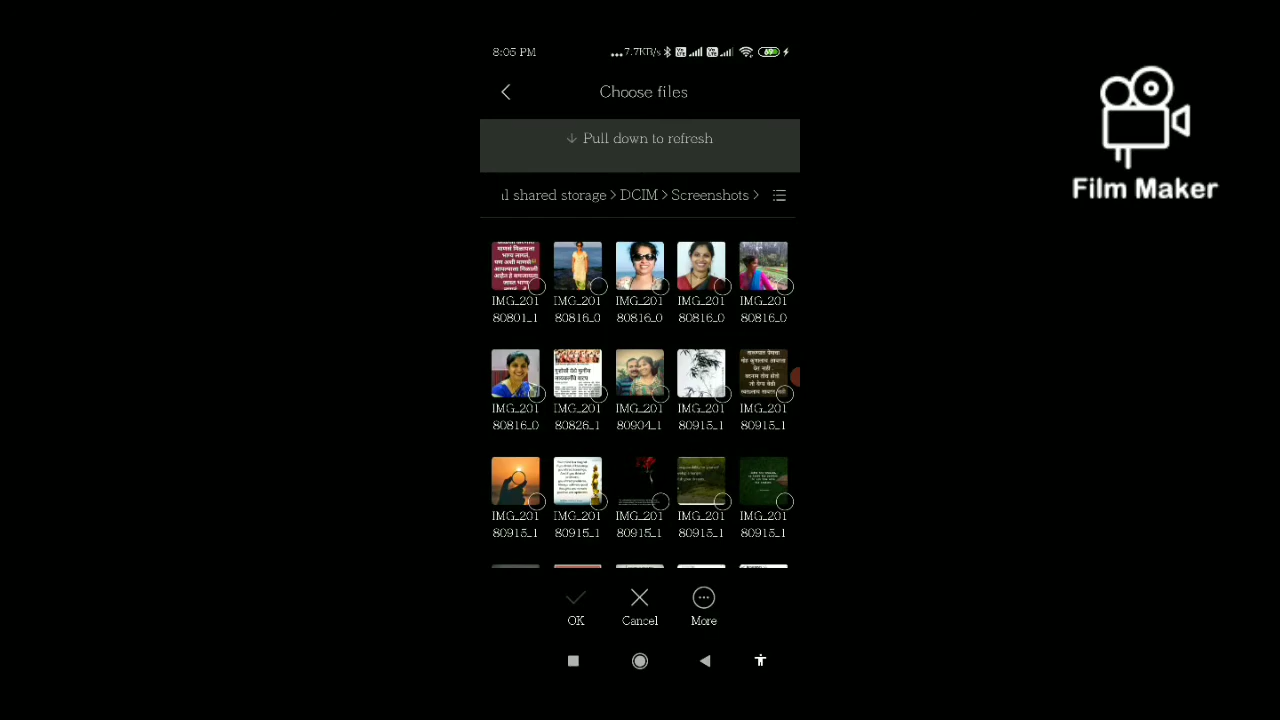 8:05 PM
7.7KB/s
69
Choose files
Pull down to refresh
l shared storage > DCIM > Screenshots >
IMG_201 IMG_201 IMG_201 IMG_201 IMG_201
80801_1 80816_0 80816_0 80816_0 80816_0
IMG_201 IMG_201 IMG_201 IMG_201 IMG_201
80816_0 80826_1 80904_1 80915_1 80915_1
IMG_201 IMG_201 IMG_201 IMG_201 IMG_201
80915_1 80915_1 80915_1 80915_1 80915_1
OK Cancel More
Film Maker